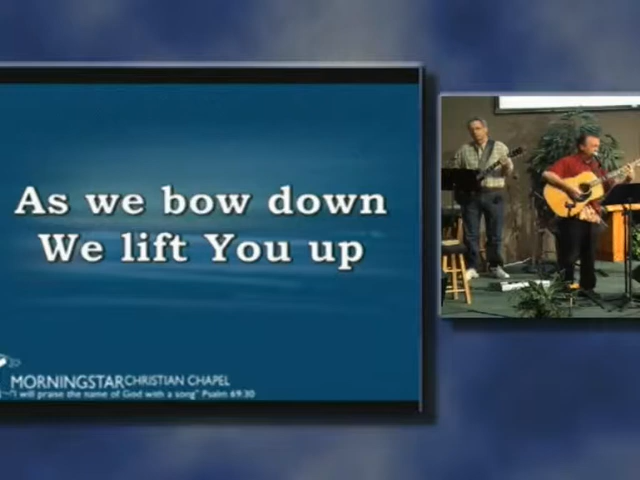 As we bow down
We lift You up
MORNINGSTAR CHRISTIAN CHAPEL
"I will praise the name of God with a song" Psalm 69:30